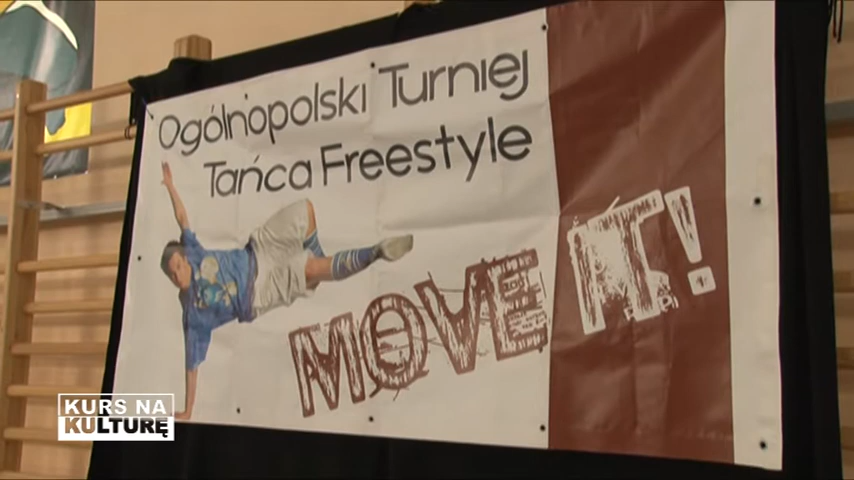 Ogólnopolski Turniej
Tańca Freestyle
MOVE IT!
KURS NA
KULTURĘ